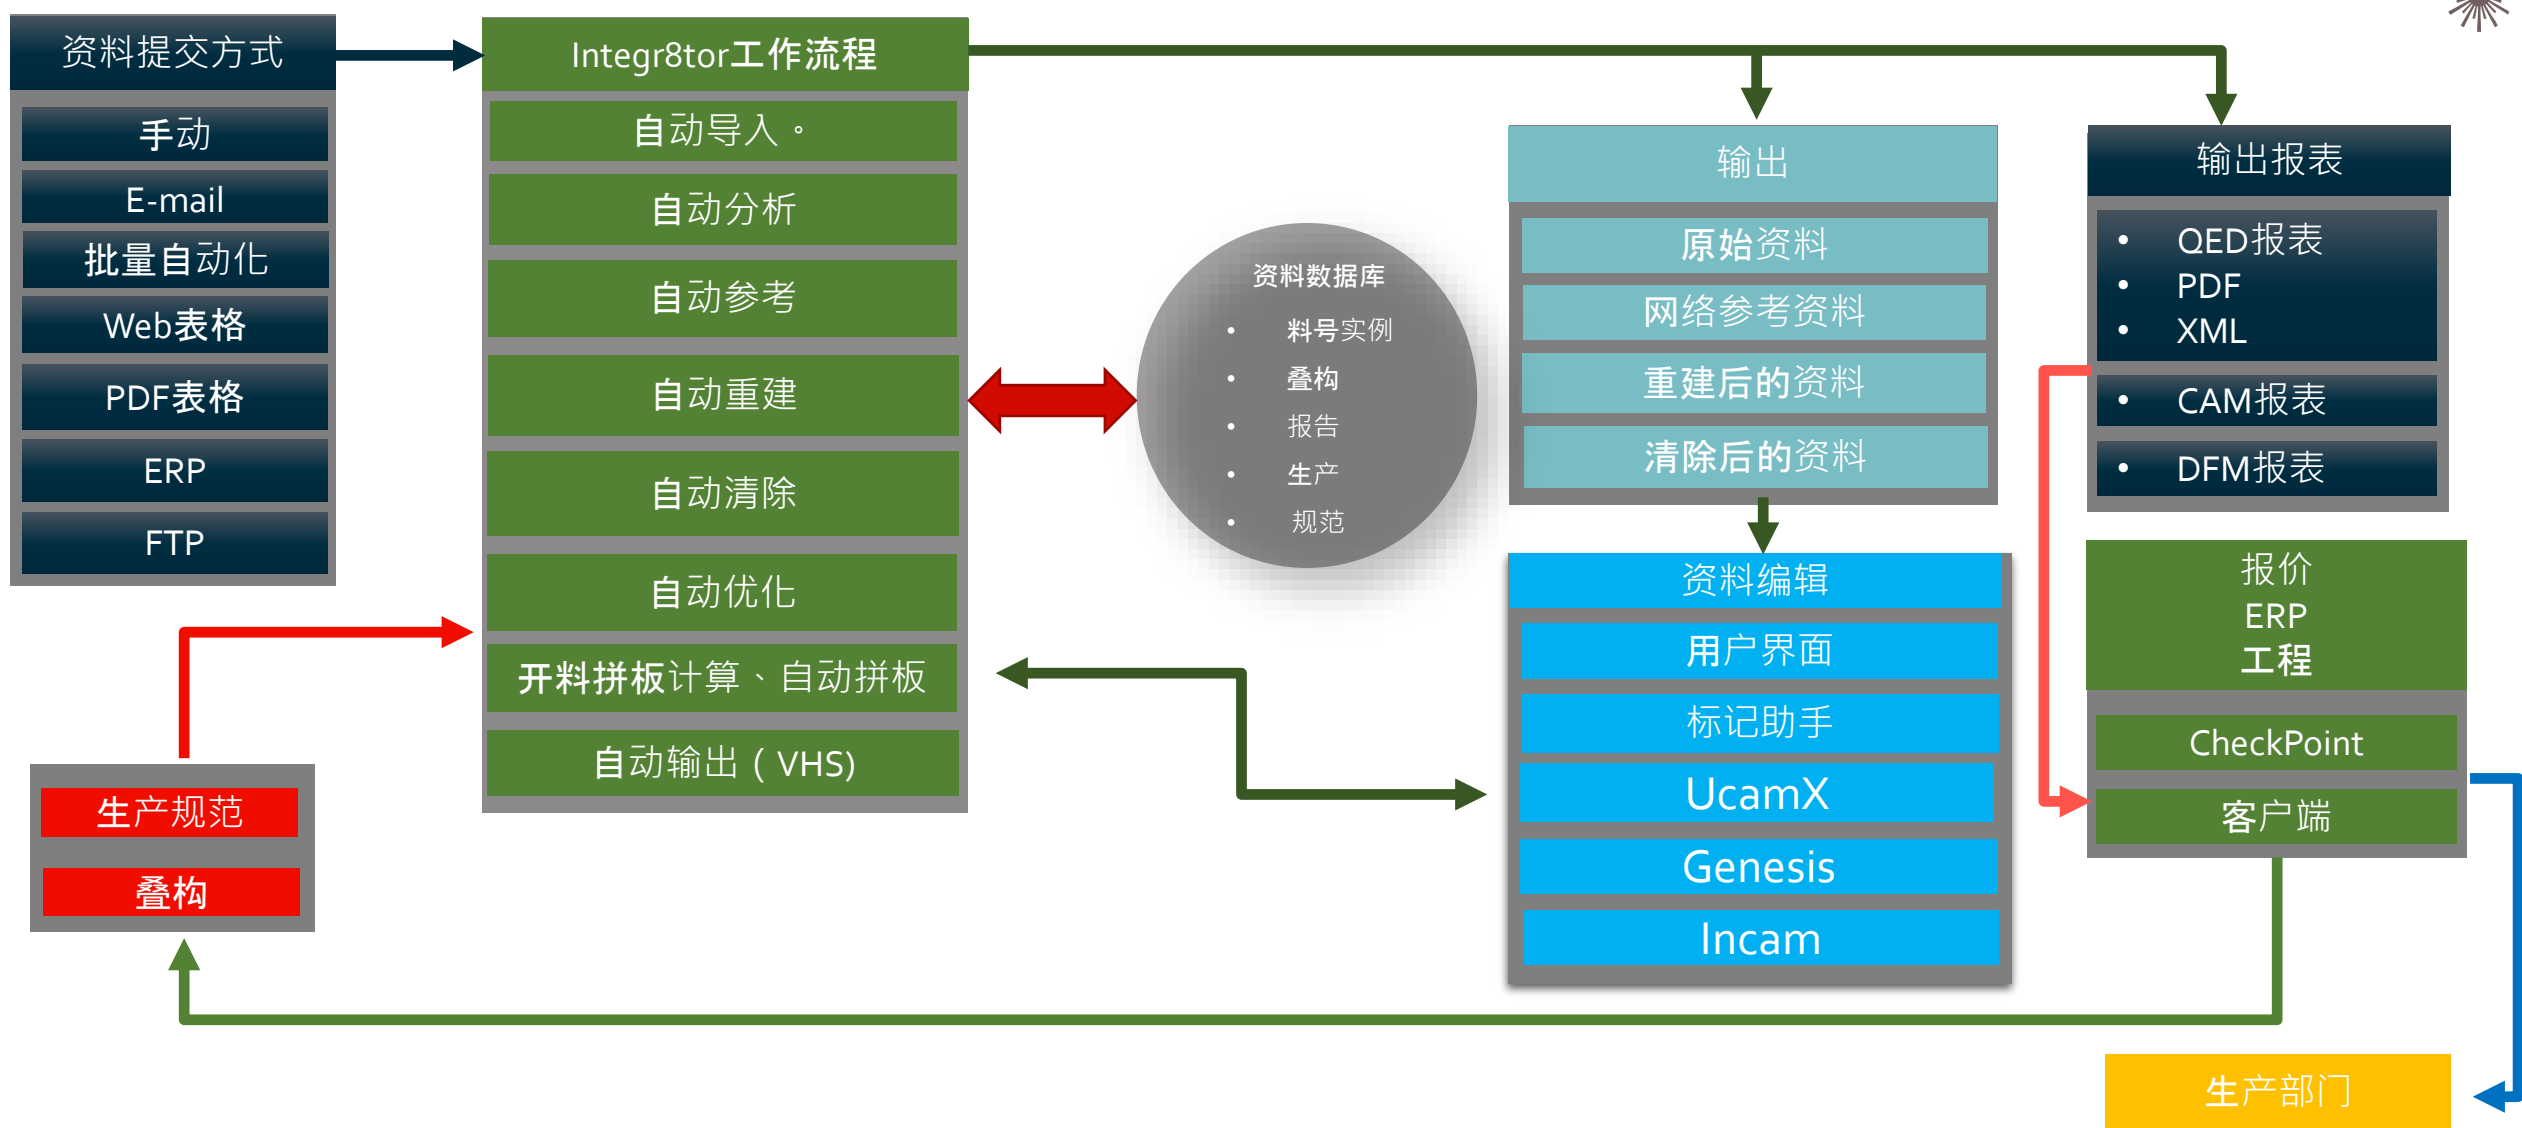 资料提交方式
手动
E-mail
批量自动化
Web表格
PDF表格
ERP
FTP
生产规范
叠构
Integr8tor工作流程
自动导入。
自动分析
自动参考
自动重建
自动清除
自动优化
开料拼板计算、自动拼板
自动输出（VHS)
资料数据库
• 料号实例
• 叠构
• 报告
• 生产
• 规范
输出
原始资料
网络参考资料
重建后的资料
清除后的资料
资料编辑
用户界面
标记助手
UcamX
Genesis
Incam
输出报表
• QED报表
• PDF
• XML
• CAM报表
• DFM报表
报价
ERP
工程
CheckPoint
客户端
生产部门